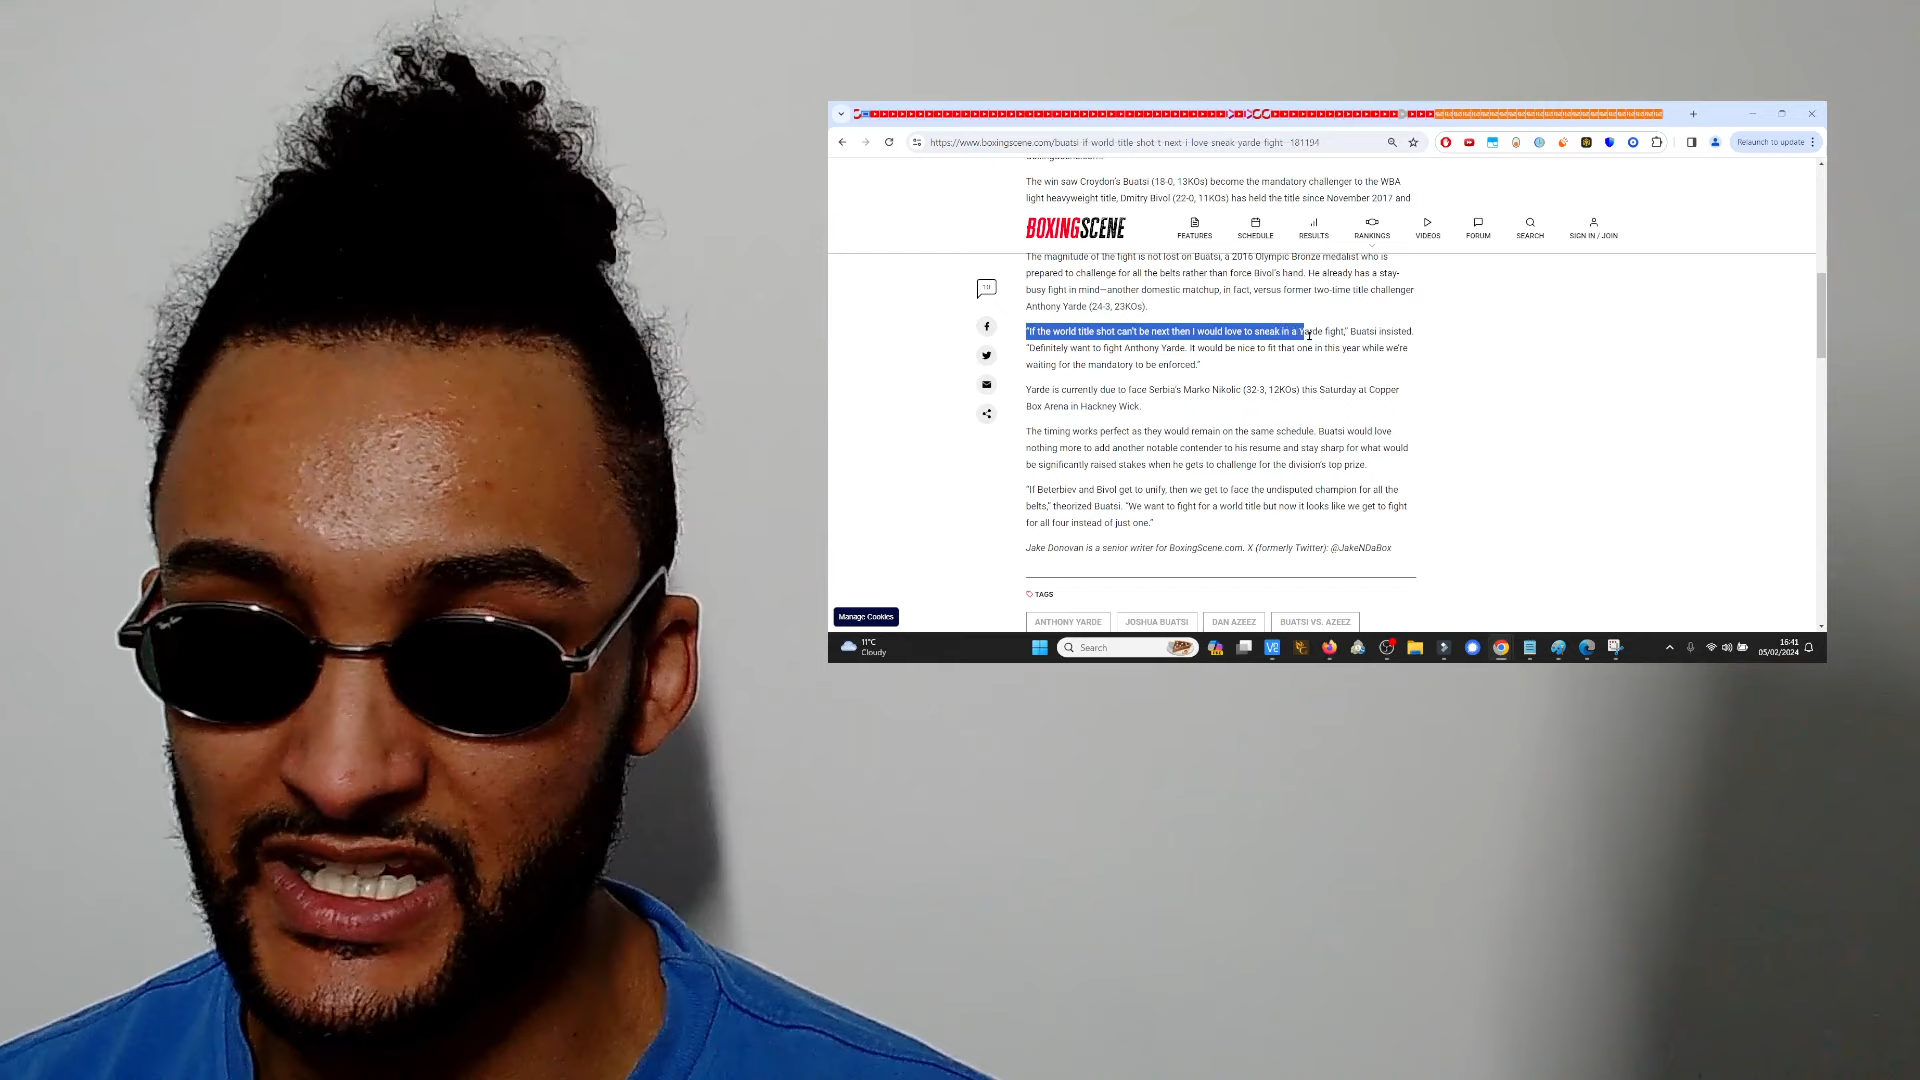 https://www.boxingscene.com/buatsi-if-world-title-shot-t-next-i-love-sneak-yarde-fight--181194
Relaunch to update
The win saw Croydon's Buatsi (18-0, 13KOs) become the mandatory challenger to the WBA
light heavyweight title, Dmitry Bivol (22-0, 11KOs) has held the title since November 2017 and
BOXINGSCENE
FEATURES
SCHEDULE
RESULTS
RANKINGS
VIDEOS
FORUM
SEARCH
SIGN IN / JOIN
The magnitude of the fight is not lost on Buatsi, a 2016 Olympic Bronze medalist who is
prepared to challenge for all the belts rather than force Bivol's hand. He already has a stay-
busy fight in mind—another domestic matchup, in fact, versus former two-time title challenger
Anthony Yarde (24-3, 23KOs).
10
"If the world title shot can't be next then I would love to sneak in a Yarde fight," Buatsi insisted.
"Definitely want to fight Anthony Yarde. It would be nice to fit that one in this year while we're
waiting for the mandatory to be enforced."
Yarde is currently due to face Serbia's Marko Nikolic (32-3, 12KOs) this Saturday at Copper
Box Arena in Hackney Wick.
The timing works perfect as they would remain on the same schedule. Buatsi would love
nothing more to add another notable contender to his resume and stay sharp for what would
be significantly raised stakes when he gets to challenge for the division's top prize.
"If Beterbiev and Bivol get to unify, then we get to face the undisputed champion for all the
belts," theorized Buatsi. "We want to fight for a world title but now it looks like we get to fight
for all four instead of just one."
Jake Donovan is a senior writer for BoxingScene.com. X (formerly Twitter): @JakeNDaBox
TAGS
ANTHONY YARDE
JOSHUA BUATSI
DAN AZEEZ
BUATSI VS. AZEEZ
Manage Cookies
11°C
Cloudy
Search
16:41
05/02/2024